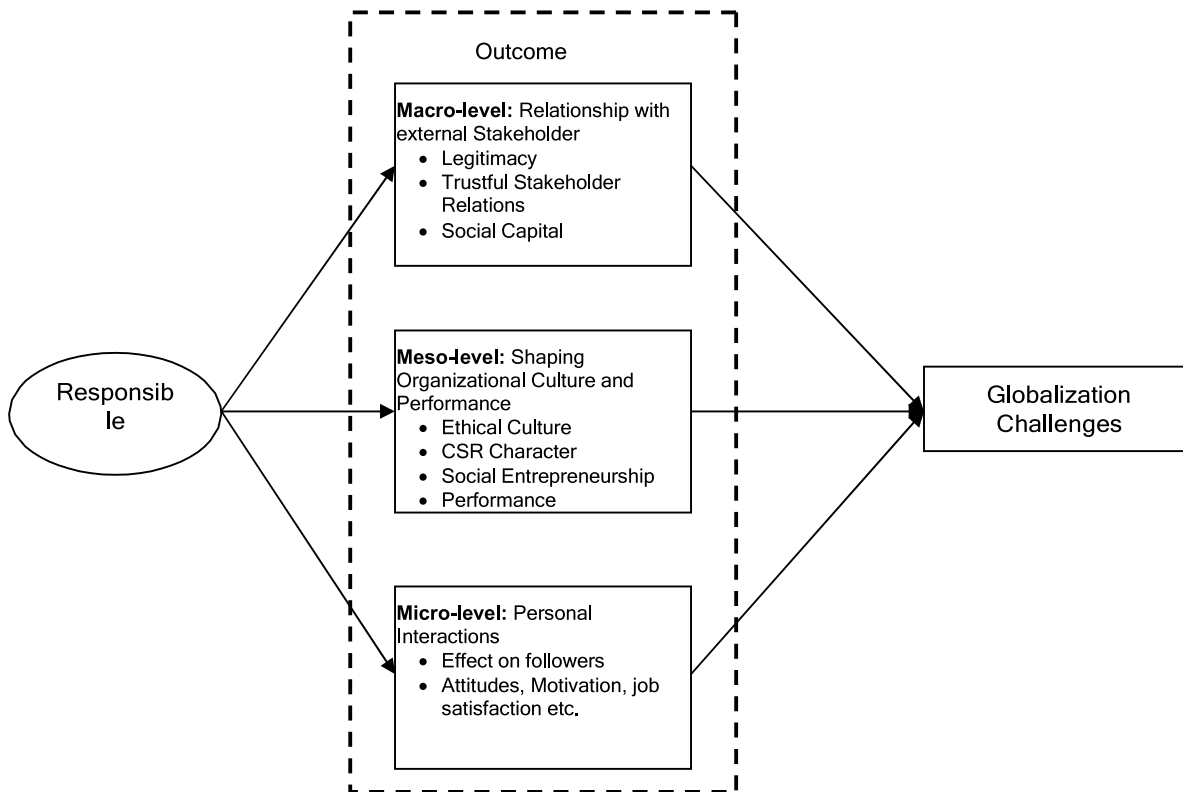 Outcome
Macro-level: Relationship with
external Stakeholder
• Legitimacy
• Trustful Stakeholder
Relations
• Social Capital
Responsib
le
Meso-level: Shaping
Organizational Culture and
Performance
• Ethical Culture
• CSR Character
• Social Entrepreneurship
• Performance
Micro-level: Personal
Interactions
• Effect on followers
• Attitudes, Motivation, job
satisfaction etc.
Globalization
Challenges